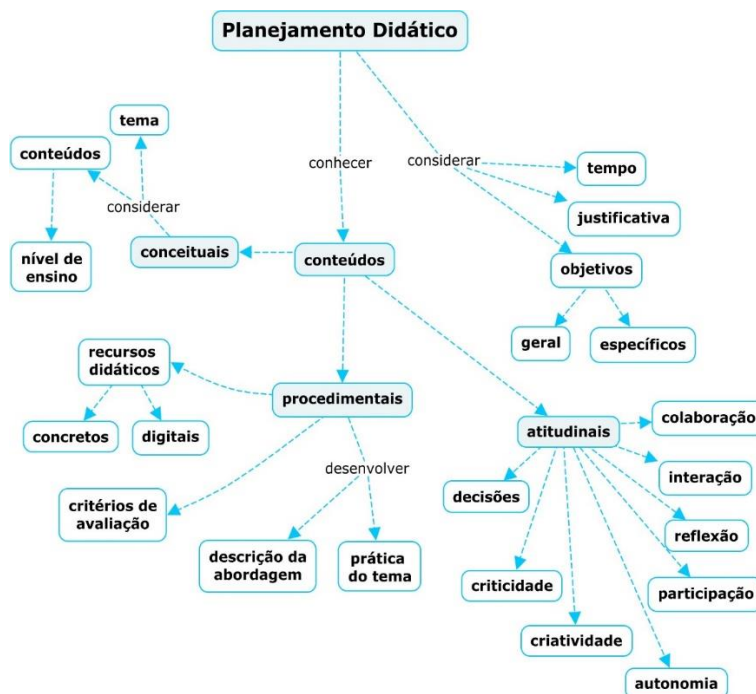 Planejamento Didático
tema
conteúdos
conhecer
considerar
tempo
considerar
justificativa
conceituais
conteúdos
nível de
ensino
objetivos
geral
específicos
recursos
didáticos
procedimentais
colaboração
concretos
digitais
atitudinais
desenvolver
interação
decisões
critérios de
avaliação
reflexão
descrição da
abordagem
prática
do tema
criticidade
participação
criatividade
autonomia